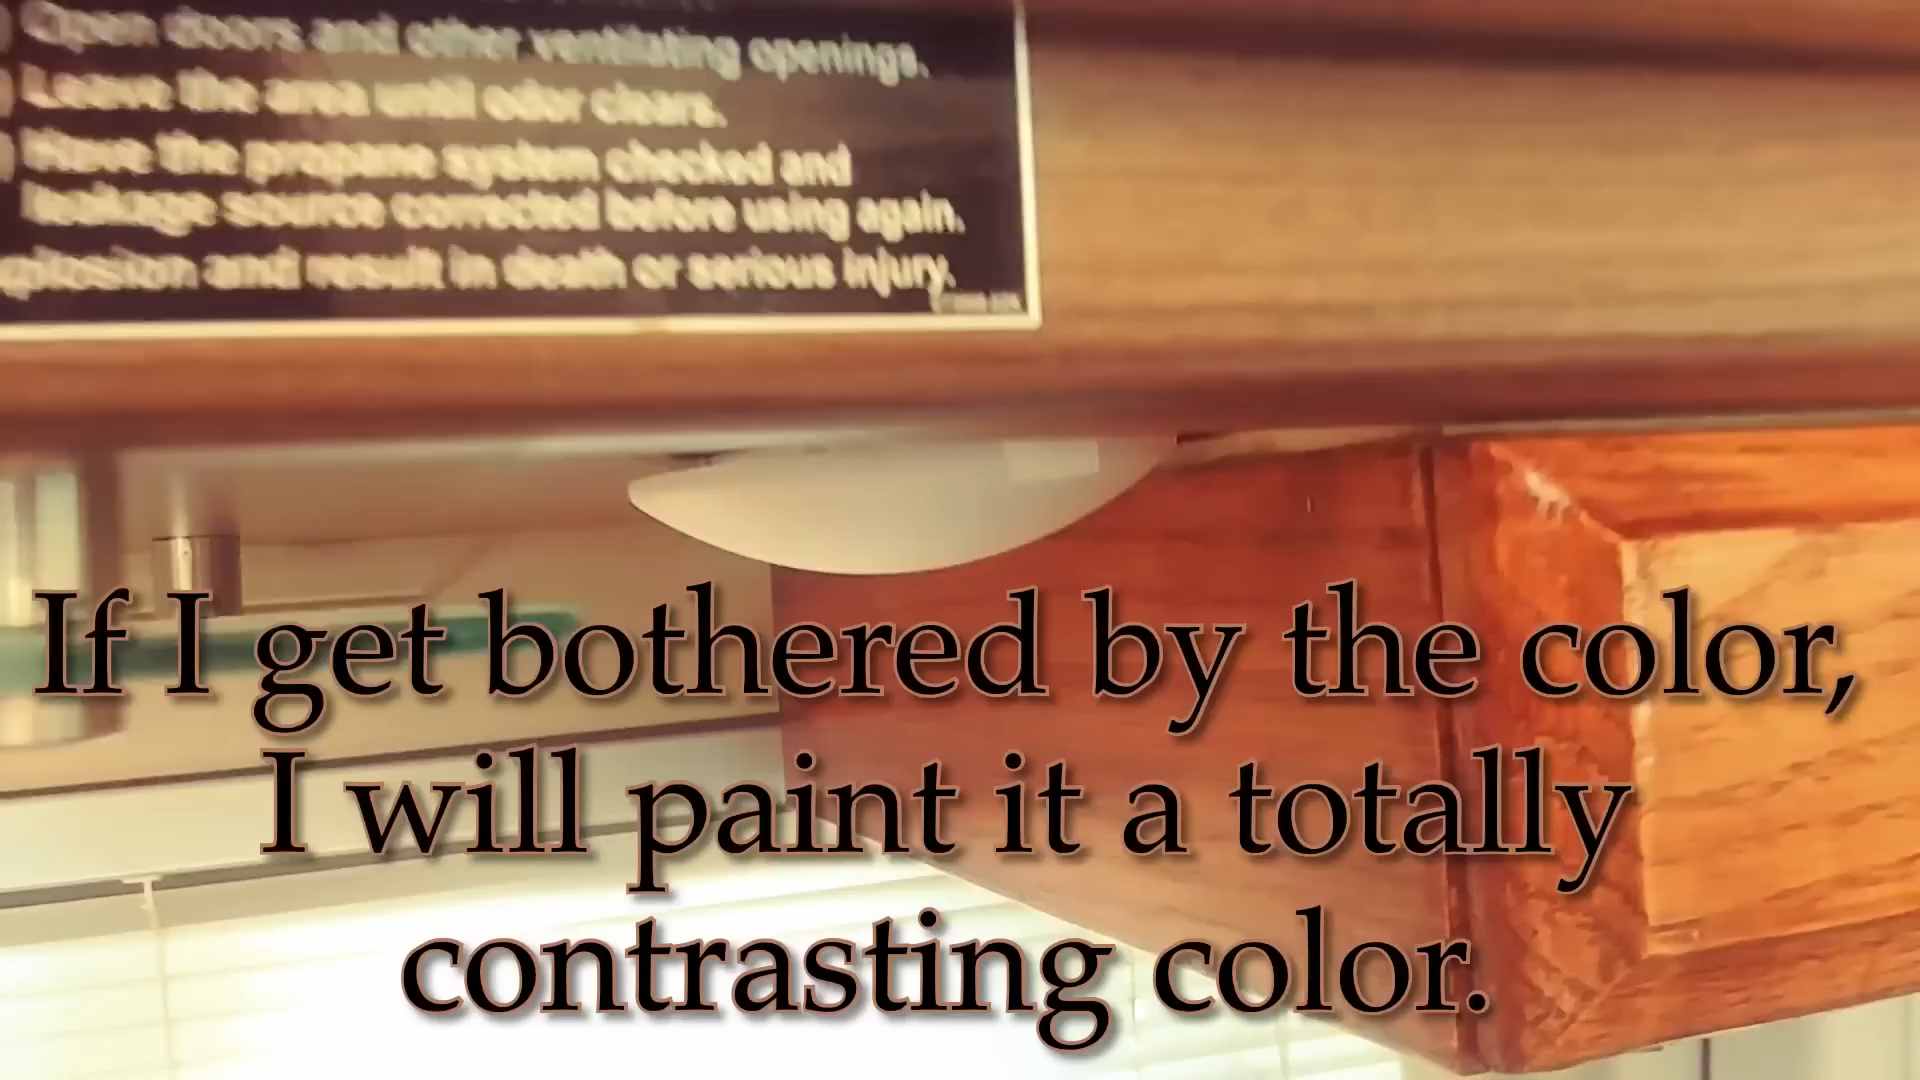 Open doors and other ventilating openings.
Leave the area until odor clears.
Have the propane system checked and
leakage source corrected before using again.
and result in death or serious injury.
If I get bothered by the color,
I will paint it a totally
contrasting color.